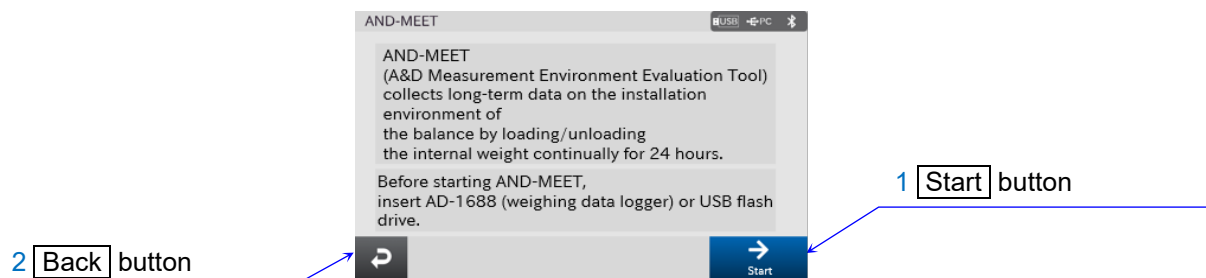 AND-MEET
USB PC
AND-MEET
(A&D Measurement Environment Evaluation Tool)
collects long-term data on the installation
environment of
the balance by loading/unloading
the internal weight continually for 24 hours.
Before starting AND-MEET,
insert AD-1688 (weighing data logger) or USB flash
drive.
1 Start button
2 Back button
Start